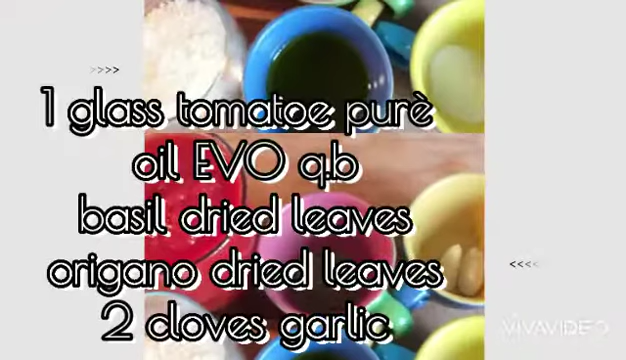 >>>>
1 glass tomatoe purè
oil EVO q.b
basil dried leaves
origano dried leaves
2 cloves garlic
<<<<
VIVAVIDEO